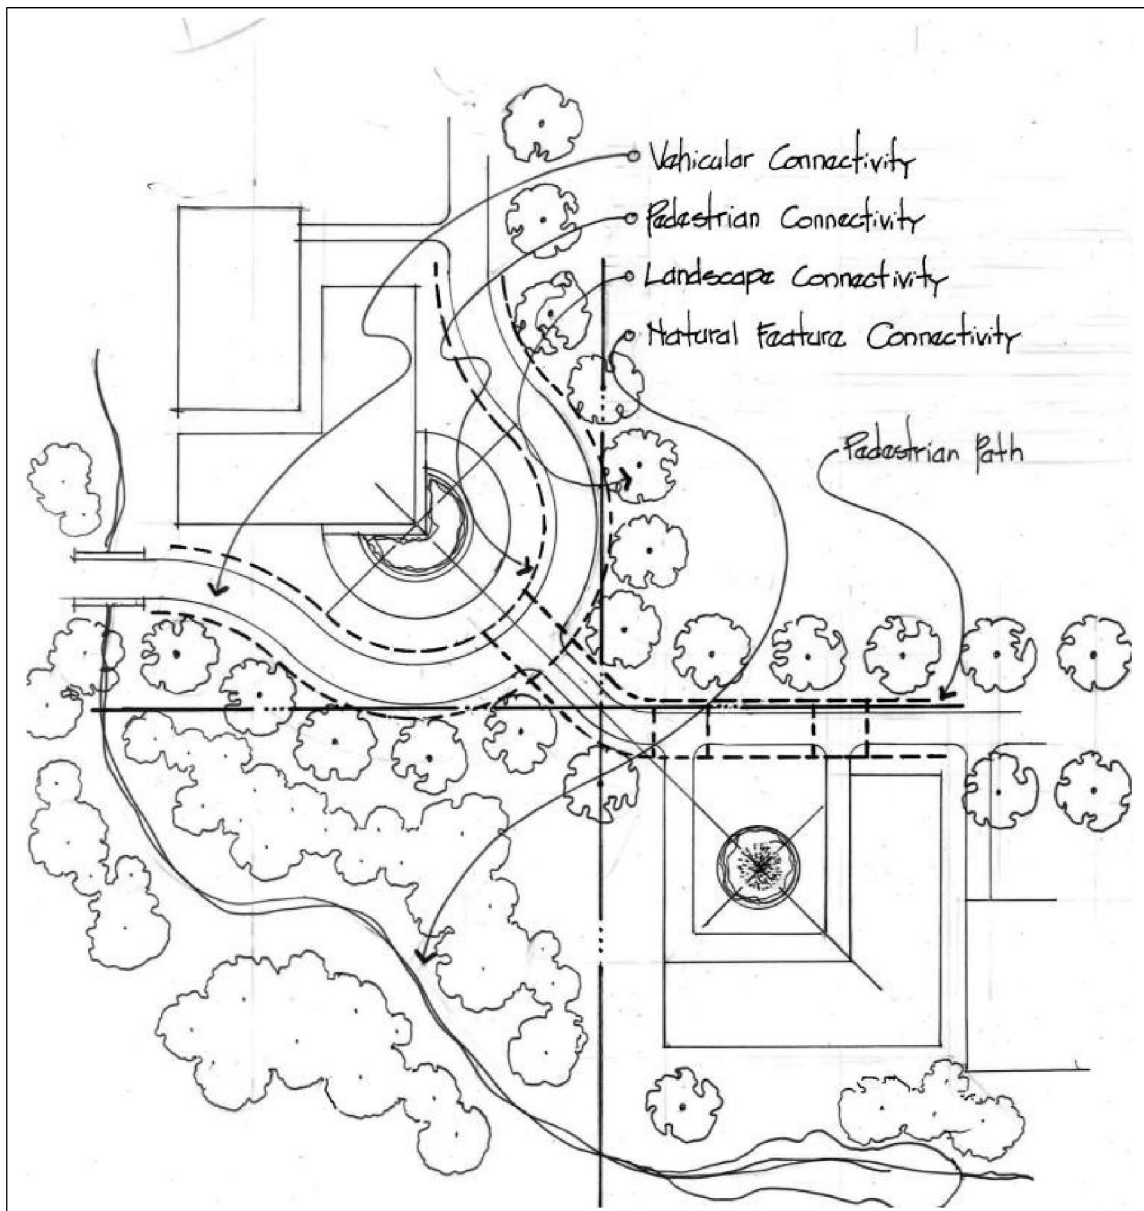 Vehicular Connectivity
Pedestrian Connectivity
Landscape Connectivity
Natural Feature Connectivity
Pedestrian Path